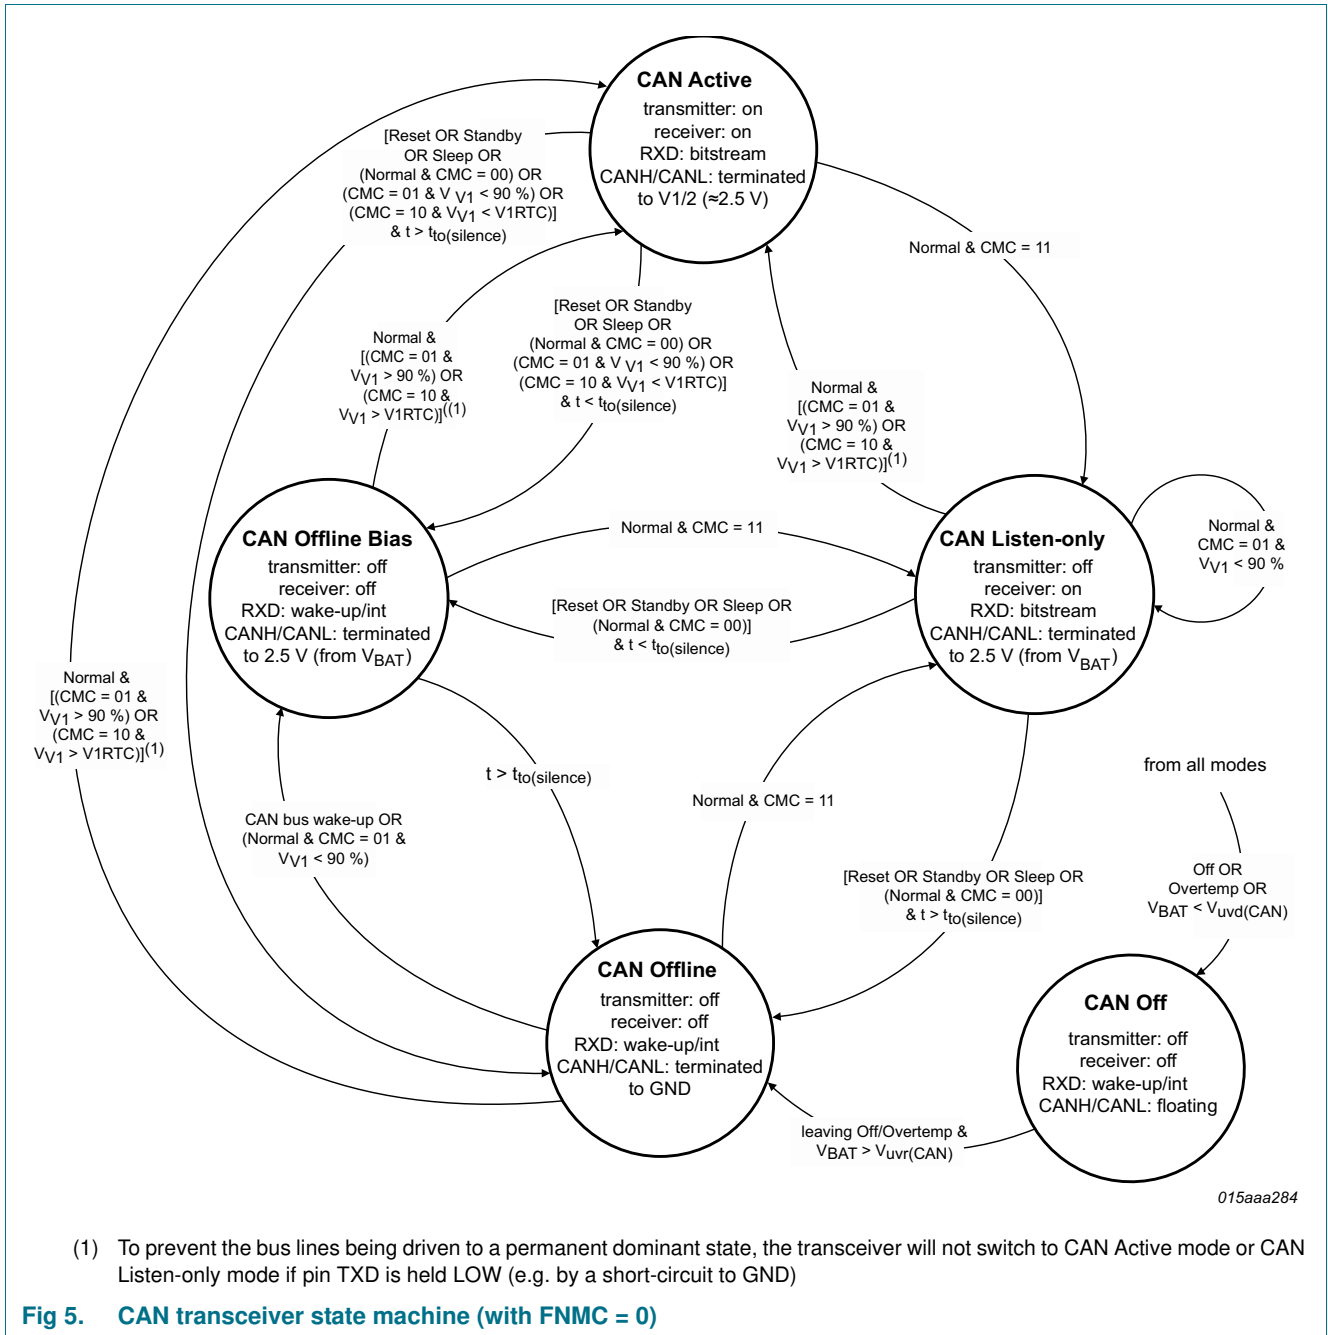 CAN Active
transmitter: on
receiver: on
RXD: bitstream
CANH/CANL: terminated
to V1/2 (≈2.5 V)
[Reset OR Standby
OR Sleep OR
(Normal & CMC = 00) OR
(CMC = 01 & V V1 < 90 %) OR
(CMC = 10 & VV1 < V1RTC)]
& t > tto(silence)
Normal & CMC = 11
[Reset OR Standby
OR Sleep OR
(Normal & CMC = 00) OR
(CMC = 01 & V V1 < 90 %) OR
(CMC = 10 & VV1 < V1RTC)]
& t < tto(silence)
Normal &
[(CMC = 01 &
VV1 > 90 %) OR
(CMC = 10 &
VV1 > V1RTC)]((1)
Normal &
[(CMC = 01 &
VV1 > 90 %) OR
(CMC = 10 &
VV1 > V1RTC)](1)
CAN Offline Bias
transmitter: off
receiver: off
RXD: wake-up/int
CANH/CANL: terminated
to 2.5 V (from VBAT)
Normal & CMC = 11
[Reset OR Standby OR Sleep OR
(Normal & CMC = 00)]
& t < tto(silence)
CAN Listen-only
transmitter: off
receiver: on
RXD: bitstream
CANH/CANL: terminated
to 2.5 V (from VBAT)
Normal &
CMC = 01 &
VV1 < 90 %
Normal &
[(CMC = 01 &
VV1 > 90 %) OR
(CMC = 10 &
VV1 > V1RTC)](1)
t > tto(silence)
CAN bus wake-up OR
(Normal & CMC = 01 &
VV1 < 90 %)
Normal & CMC = 11
[Reset OR Standby OR Sleep OR
(Normal & CMC = 00)]
& t > tto(silence)
from all modes
Off OR
Overtemp OR
VBAT < Vuvd(CAN)
CAN Offline
transmitter: off
receiver: off
RXD: wake-up/int
CANH/CANL: terminated
to GND
CAN Off
transmitter: off
receiver: off
RXD: wake-up/int
CANH/CANL: floating
leaving Off/Overtemp &
VBAT > Vuvr(CAN)
015aaa284
(1) To prevent the bus lines being driven to a permanent dominant state, the transceiver will not switch to CAN Active mode or CAN
Listen-only mode if pin TXD is held LOW (e.g. by a short-circuit to GND)
Fig 5. CAN transceiver state machine (with FNMC = 0)